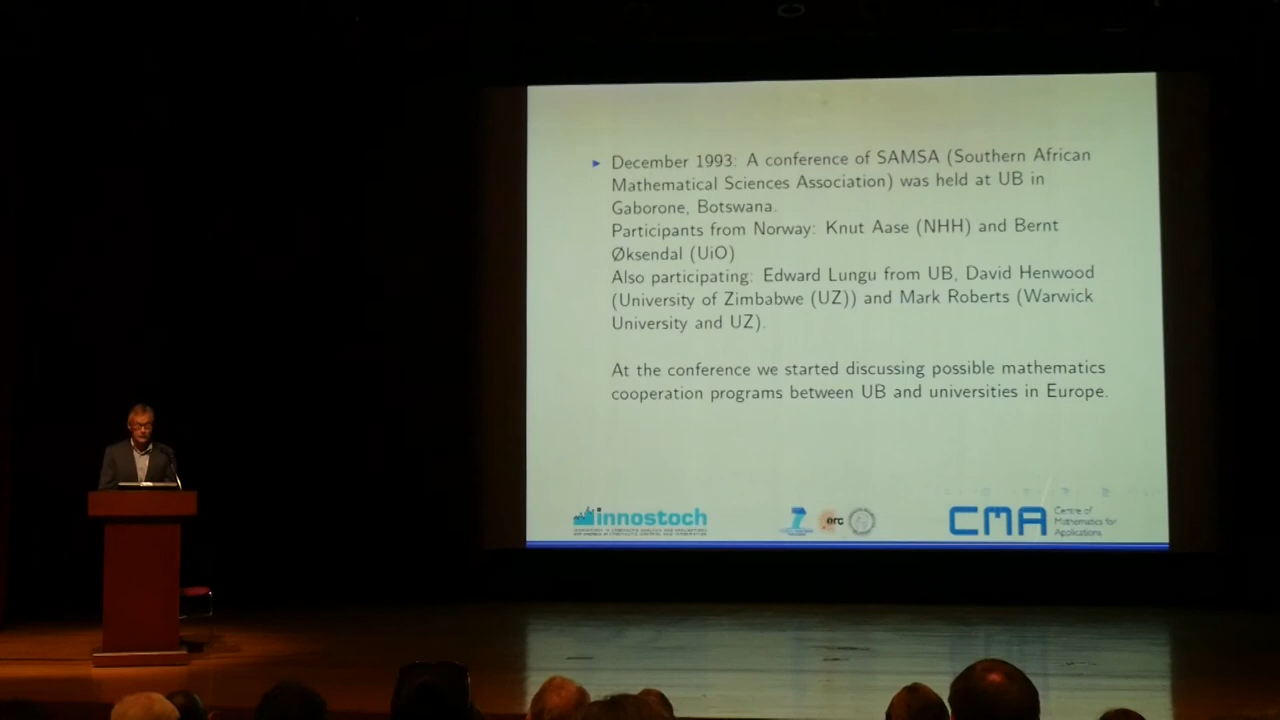 December 1993: A conference of SAMSA (Southern African
Mathematical Sciences Association) was held at UB in
Gaborone, Botswana.
Participants from Norway: Knut Aase (NHH) and Bernt
Øksendal (UiO)
Also participating: Edward Lungu from UB, David Henwood
(University of Zimbabwe (UZ)) and Mark Roberts (Warwick
University and UZ).
At the conference we started discussing possible mathematics
cooperation programs between UB and universities in Europe.
innostoch
erc
CMA
Centre of
Mathematics for
Applications